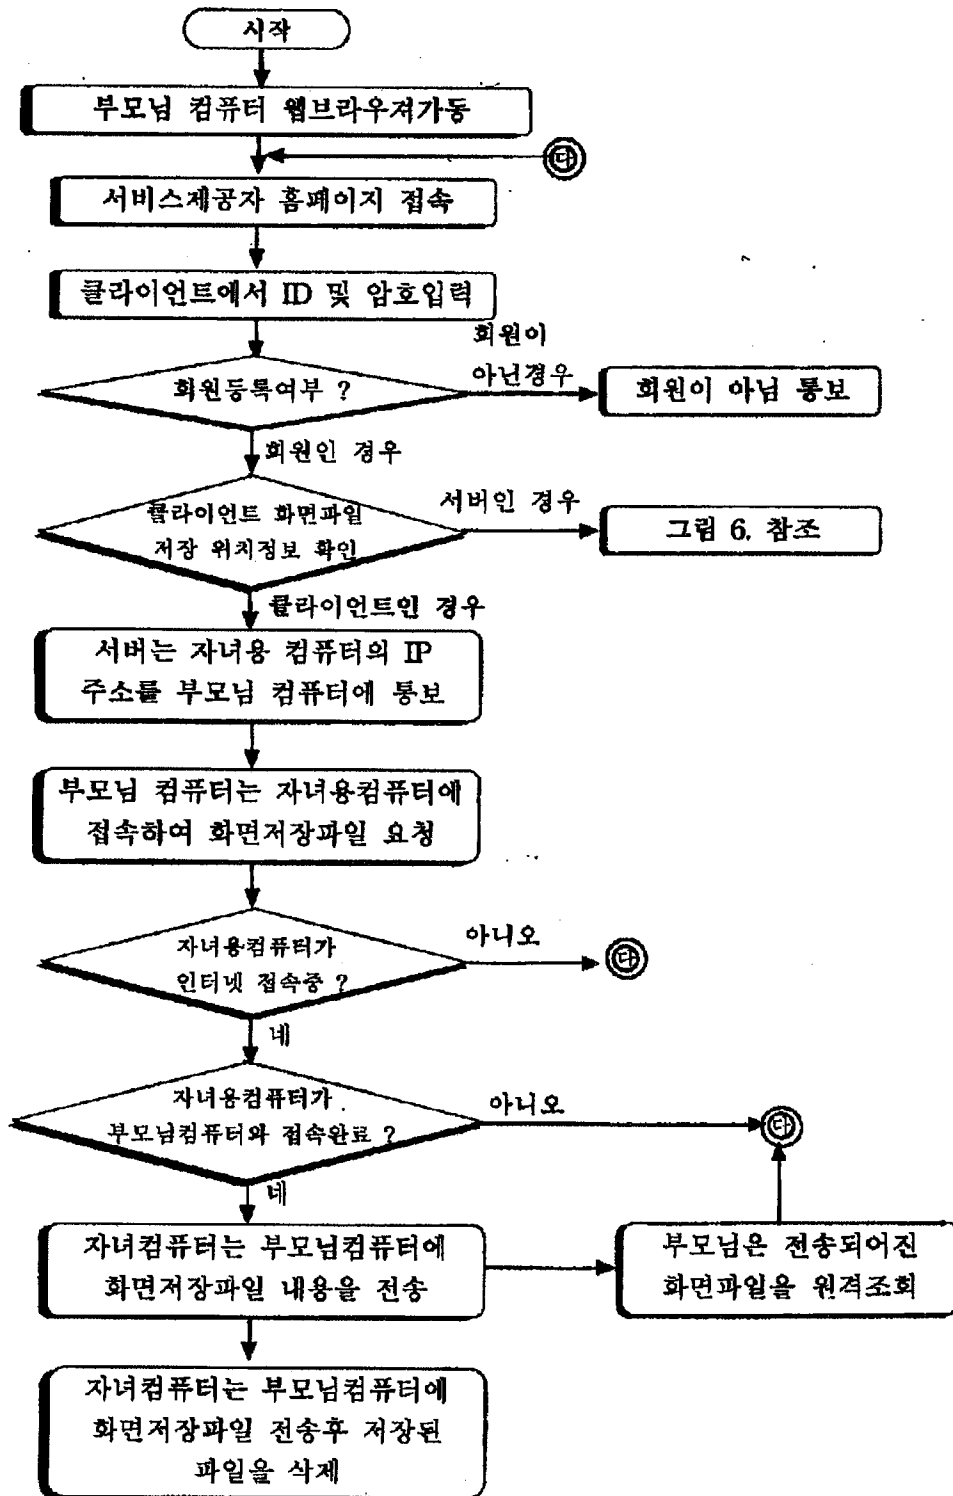 시작
부모님 컴퓨터 웹브라우져가동
다
서비스제공자 홈페이지 접속
클라이언트에서 ID 및 암호입력
회원이
아닌경우
회원등록여부 ?
회원이 아님 통보
회원인 경우
클라이언트 화면파일
저장 위치정보 확인
서버인 경우
그림 6. 참조
클라이언트인 경우
서버는 자녀용 컴퓨터의 IP
주소를 부모님 컴퓨터에 통보
부모님 컴퓨터는 자녀용컴퓨터에
접속하여 화면저장파일 요청
자녀용컴퓨터가
인터넷 접속중 ?
아니오
다
네
자녀용컴퓨터가
부모님컴퓨터와 접속완료 ?
아니오
다
네
자녀컴퓨터는 부모님컴퓨터에
화면저장파일 내용을 전송
부모님은 전송되어진
화면파일을 원격조회
자녀컴퓨터는 부모님컴퓨터에
화면저장파일 전송후 저장된
파일을 삭제